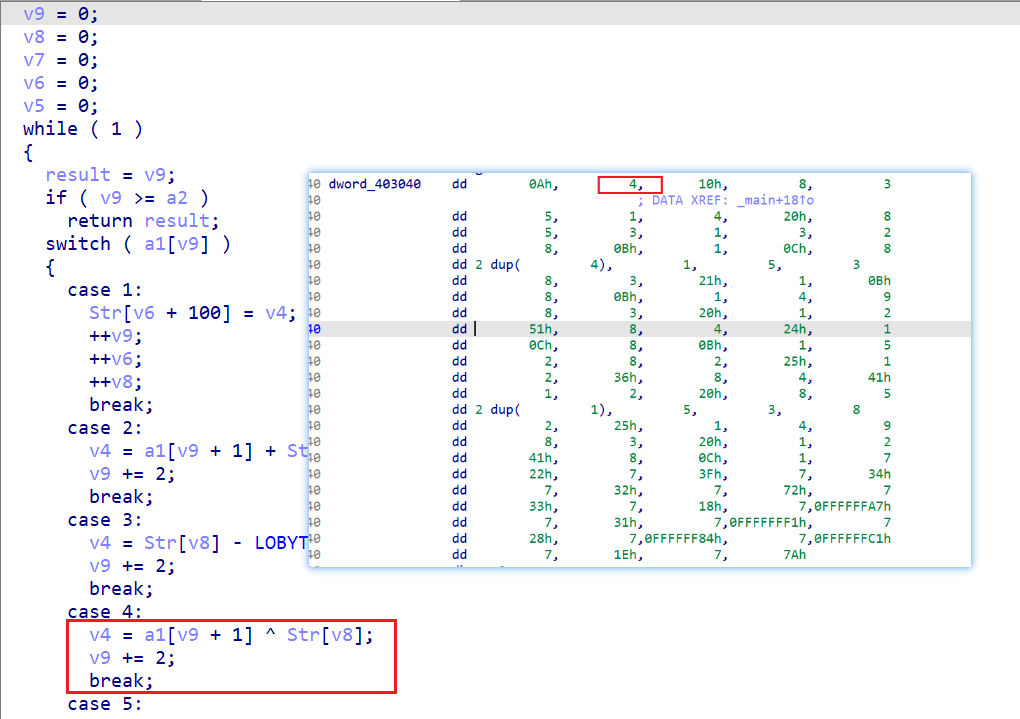 v9 = 0;
v8 = 0;
v7 = 0;
v6 = 0;
v5 = 0;
while ( 1 )
{
result = v9;
if ( v9 >= a2 )
return result;
switch ( a1[v9] )
{
case 1:
Str[v6 + 100] = v4;
++v9;
++v6;
++v8;
break;
case 2:
v4 = a1[v9 + 1] + St
v9 += 2;
break;
case 3:
v4 = Str[v8] - LOBYT
v9 += 2;
break;
case 4:
v4 = a1[v9 + 1] ^ Str[v8];
v9 += 2;
break;
case 5:
40 dword_403040 dd 0Ah, 4, 10h, 8, 3
40 ; DATA XREF: _main+18↑o
40 dd 5, 1, 4, 20h, 8
40 dd 5, 3, 1, 3, 2
40 dd 8, 0Bh, 1, 0Ch, 8
40 dd 2 dup( 4), 1, 5, 3
40 dd 8, 3, 21h, 1, 0Bh
40 dd 8, 0Bh, 1, 4, 9
40 dd 8, 3, 20h, 1, 2
40 dd 51h, 8, 4, 24h, 1
40 dd 0Ch, 8, 0Bh, 1, 5
40 dd 2, 8, 2, 25h, 1
40 dd 2, 36h, 8, 4, 41h
40 dd 1, 2, 20h, 8, 5
40 dd 2 dup( 1), 5, 3, 8
40 dd 2, 25h, 1, 4, 9
40 dd 8, 3, 20h, 1, 2
40 dd 41h, 8, 0Ch, 1, 7
40 dd 22h, 7, 3Fh, 7, 34h
40 dd 7, 32h, 7, 72h, 7
40 dd 33h, 7, 18h, 7,0FFFFFFA7h
40 dd 7, 31h, 7,0FFFFFFF1h, 7
40 dd 28h, 7,0FFFFFF84h, 7,0FFFFFFC1h
40 dd 7, 1Eh, 7, 7Ah